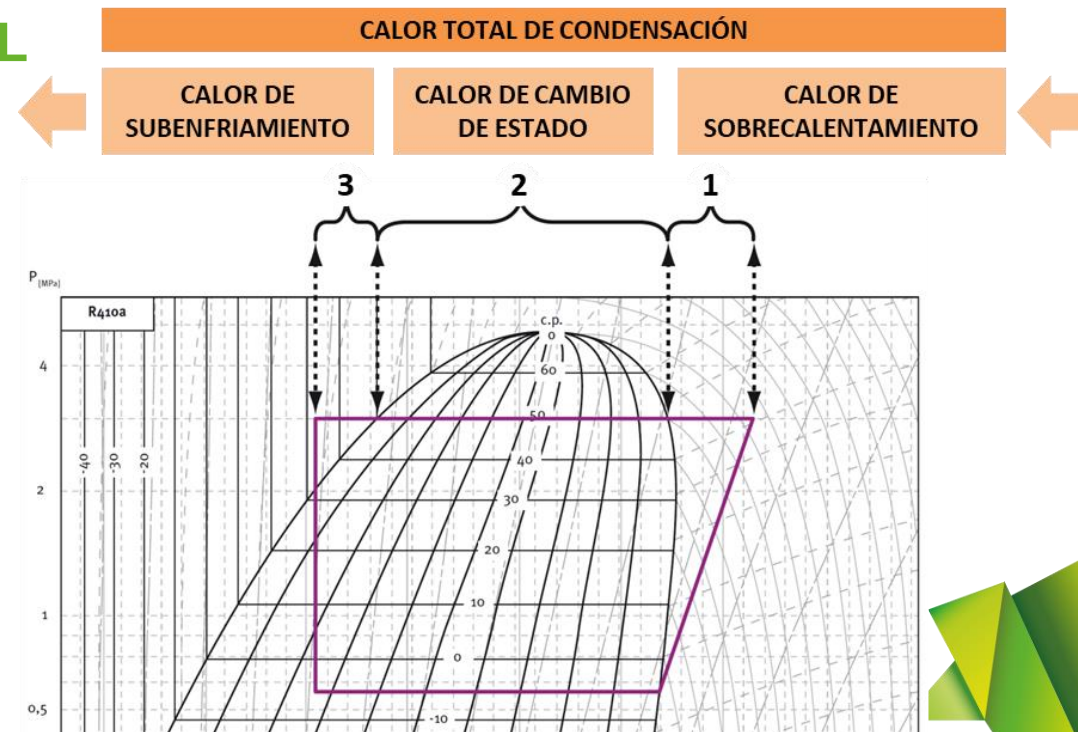 L
CALOR TOTAL DE CONDENSACIÓN
CALOR DE
SUBENFRIAMIENTO
CALOR DE CAMBIO
DE ESTADO
CALOR DE
SOBRECALENTAMIENTO
3
2
1
P [MPa]
R410a
c.p.
0
4
60
50
-40
-30
-20
40
2
30
20
10
1
0
0,5
-10